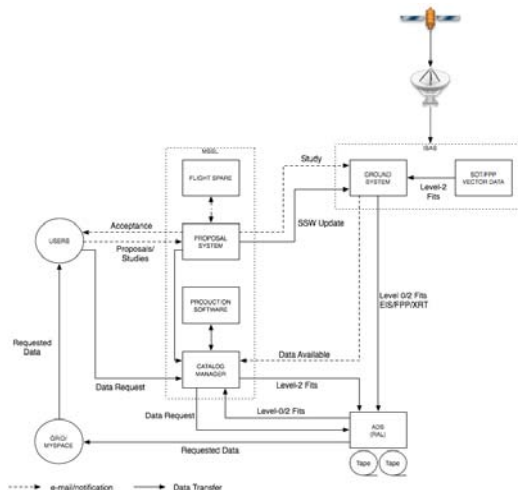 ISAS
MSSL
Study
FLIGHT SPARE
GROUND
SYSTEM
SOT/FPP
VECTOR DATA
Level-2
Fits
SSW Update
Acceptance
USERS
PROPOSAL
SYSTEM
Proposals/
Studies
PRODUCTION
SOFTWARE
Level 0/2 Fits
EIS/FPP/XRT
Requested
Data
Data Available
CATALOG
MANAGER
Data Request
Level-2 Fits
Data Request
Level-0/2 Fits
GRID/
MYSPACE
ADS
(RAL)
Requested Data
Tape
Tape
e-mail/notification
Data Transfer